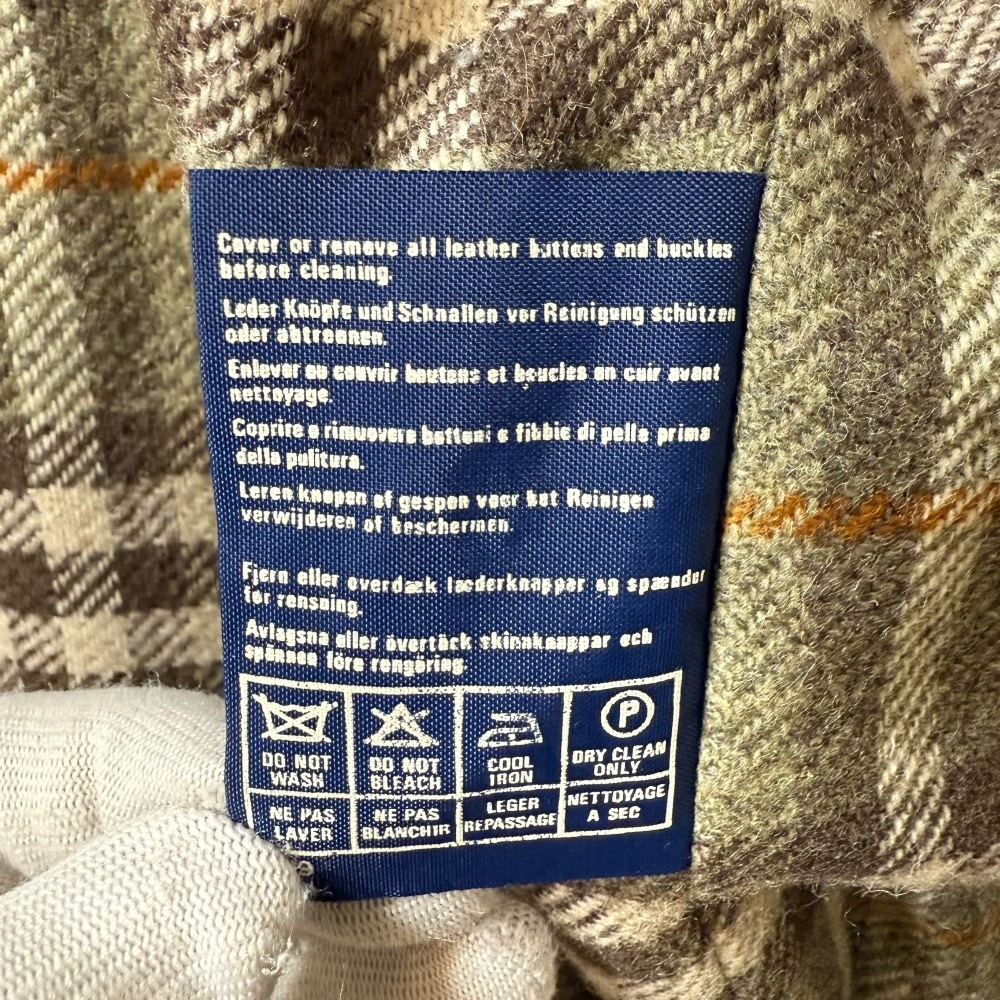 Cover or remove all leather buttons and buckles
before cleaning.
Leder Knöpfe und Schnallen vor Reinigung schützen
oder abtrennen.
Enlever ou couvrir boutons et boucles en cuir avant
nettoyage.
Coprire o rimuovere bottoni e fibbie di pelle prima
della pulitura.
Leren knopen of gespen voor het Reinigen
verwijderen of beschermen.
Fjern eller overdæk læderknappar og spænder
for rensning.
Avlagsna aller övertäck skinnknappar och
spännen före rengöring.
P
DO NOT WASH
DO NOT BLEACH
COOL IRON
DRY CLEAN ONLY
NE PAS LAVER
NE PAS BLANCHIR
LEGER REPASSAGE
NETTOYAGE A SEC